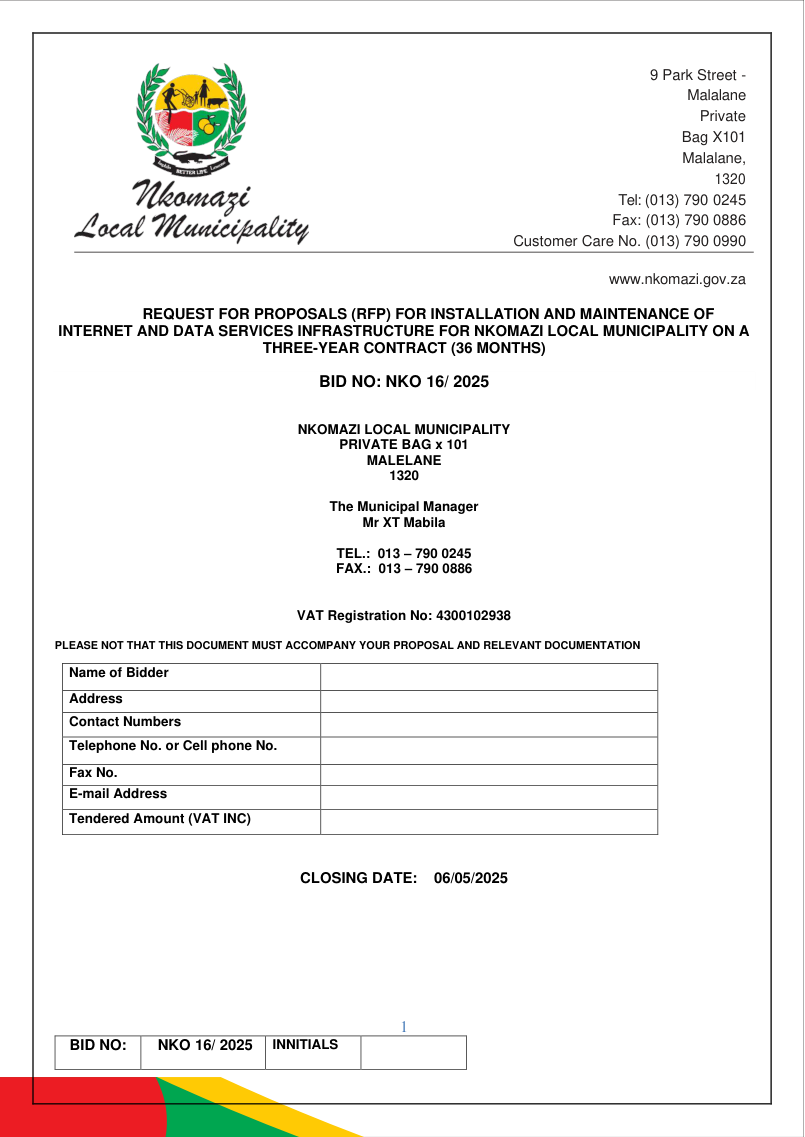 BETTER LIFE
Nkomazi
Local Municipality
9 Park Street -
Malalane
Private
Bag X101
Malalane,
1320
Tel: (013) 790 0245
Fax: (013) 790 0886
Customer Care No. (013) 790 0990
www.nkomazi.gov.za
REQUEST FOR PROPOSALS (RFP) FOR INSTALLATION AND MAINTENANCE OF
INTERNET AND DATA SERVICES INFRASTRUCTURE FOR NKOMAZI LOCAL MUNICIPALITY ON A
THREE-YEAR CONTRACT (36 MONTHS)
BID NO: NKO 16/ 2025
NKOMAZI LOCAL MUNICIPALITY
PRIVATE BAG x 101
MALELANE
1320
The Municipal Manager
Mr XT Mabila
TEL.: 013 – 790 0245
FAX.: 013 – 790 0886
VAT Registration No: 4300102938
PLEASE NOT THAT THIS DOCUMENT MUST ACCOMPANY YOUR PROPOSAL AND RELEVANT DOCUMENTATION
Name of Bidder
Address
Contact Numbers
Telephone No. or Cell phone No.
Fax No.
E-mail Address
Tendered Amount (VAT INC)
CLOSING DATE: 06/05/2025
1
BID NO: NKO 16/ 2025 INNITIALS